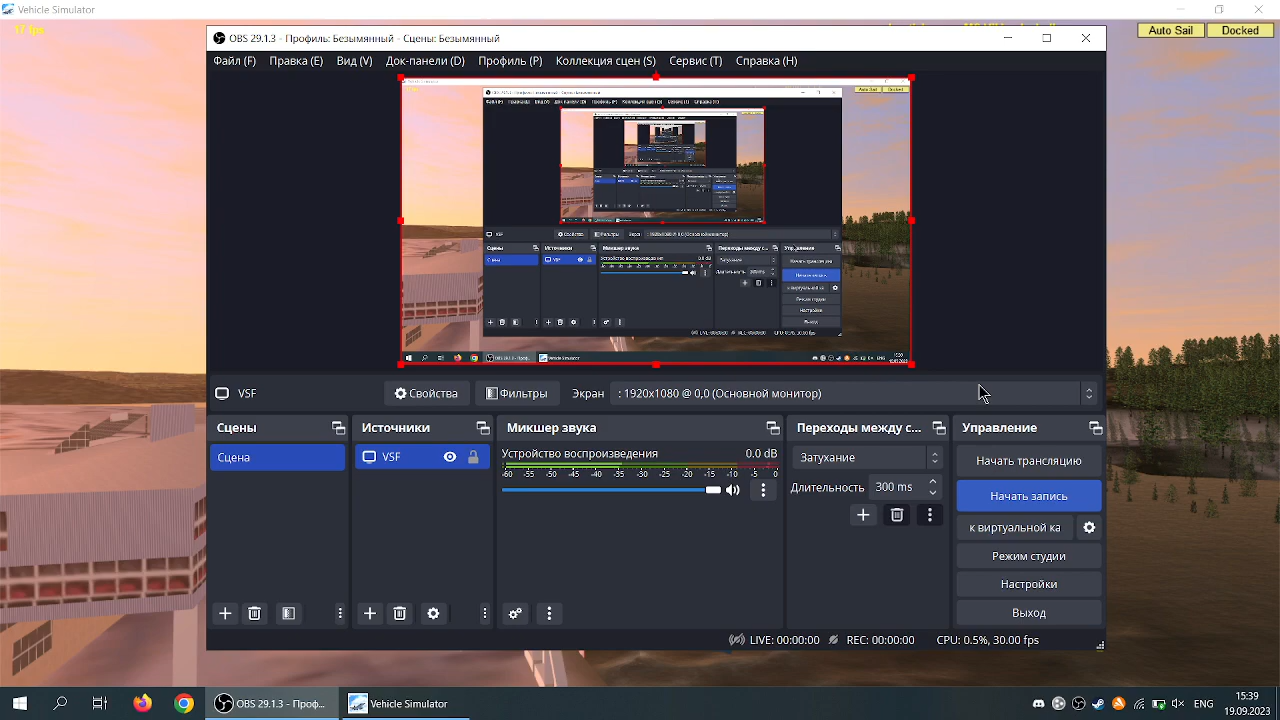 Vehicle Simulator
17 fps
Auto Sail
Docked
OBS 29.1.3 - Профиль: Безымянный - Сцены: Безымянный
Файл (F) Правка(E) Вид (V) Док-панели (D) Профиль (P) Коллекция сцен (S) Сервис (T) Справка (H)
VSF
Свойства
Фильтры
Экран
: 1920x1080 @ 0,0 (Основной монитор)
Сцены
Источники
Микшер звука
Переходы между с...
Управление
Сцена
VSF
Устройство воспроизведения 0.0 dB
-60 -55 -50 -45 -40 -35 -30 -25 -20 -15 -10 -5 0
Затухание
Длительность 300 ms
Начать трансляцию
Начать запись
к виртуальной ка
Режим студии
Настройки
Выход
LIVE: 00:00:00 REC: 00:00:00 CPU: 0.5%, 30.00 fps
OBS 29.1.3 - Проф...
Vehicle Simulator
ENG
15:39
19.09.2023